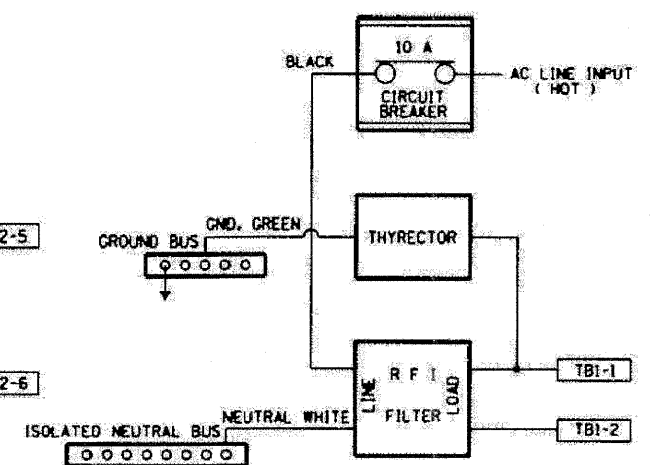 10 A
BLACK
AC LINE INPUT
( HOT )
CIRCUIT
BREAKER
2-5
GND. GREEN
GROUND BUS
THYRECTOR
2-6
R F I
LINE
LOAD
FILTER
TB1-1
NEUTRAL WHITE
TB1-2
ISOLATED NEUTRAL BUS